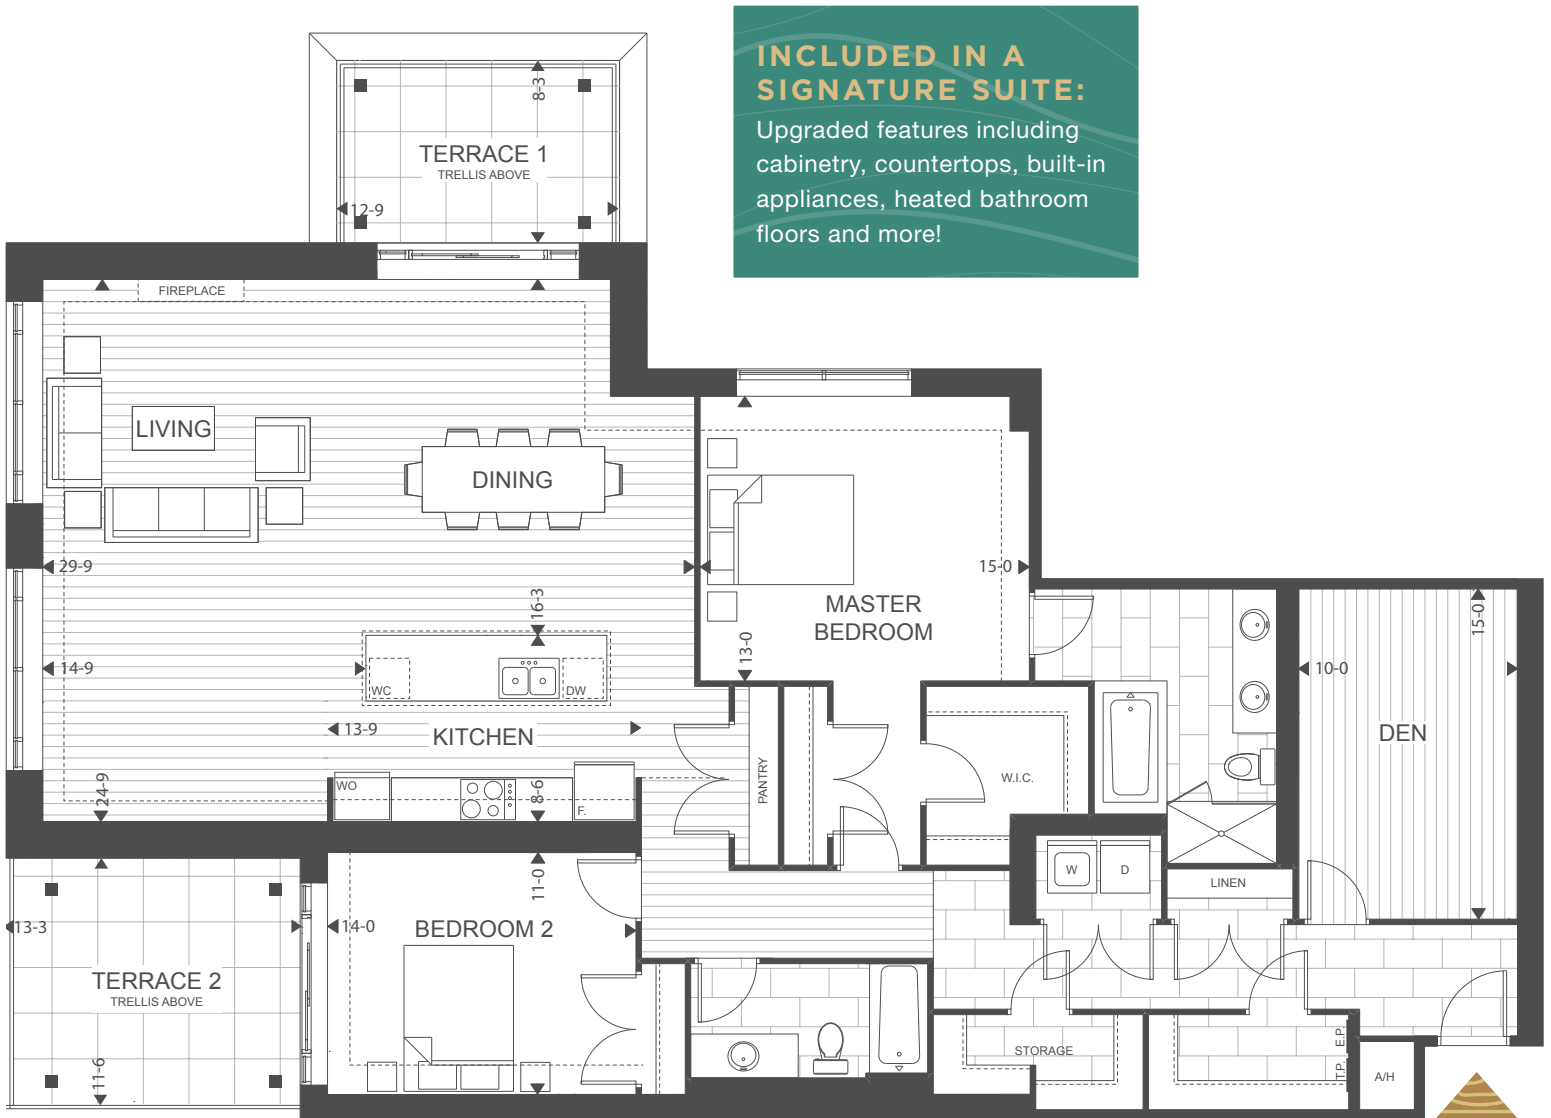 INCLUDED IN A
SIGNATURE SUITE:
Upgraded features including
cabinetry, countertops, built-in
appliances, heated bathroom
floors and more!
8-3
TERRACE 1
TRELLIS ABOVE
12-9
FIREPLACE
LIVING
DINING
29-9
15-0
16-3
MASTER
BEDROOM
15-0
13-0
14-9
10-0
WC
DW
13-9
KITCHEN
DEN
PANTRY
W.I.C.
WO
24-9
8-6
F.
W
D
11-0
LINEN
13-3
14-0
BEDROOM 2
TERRACE 2
TRELLIS ABOVE
11-6
STORAGE
E.P.
T.P.
A/H